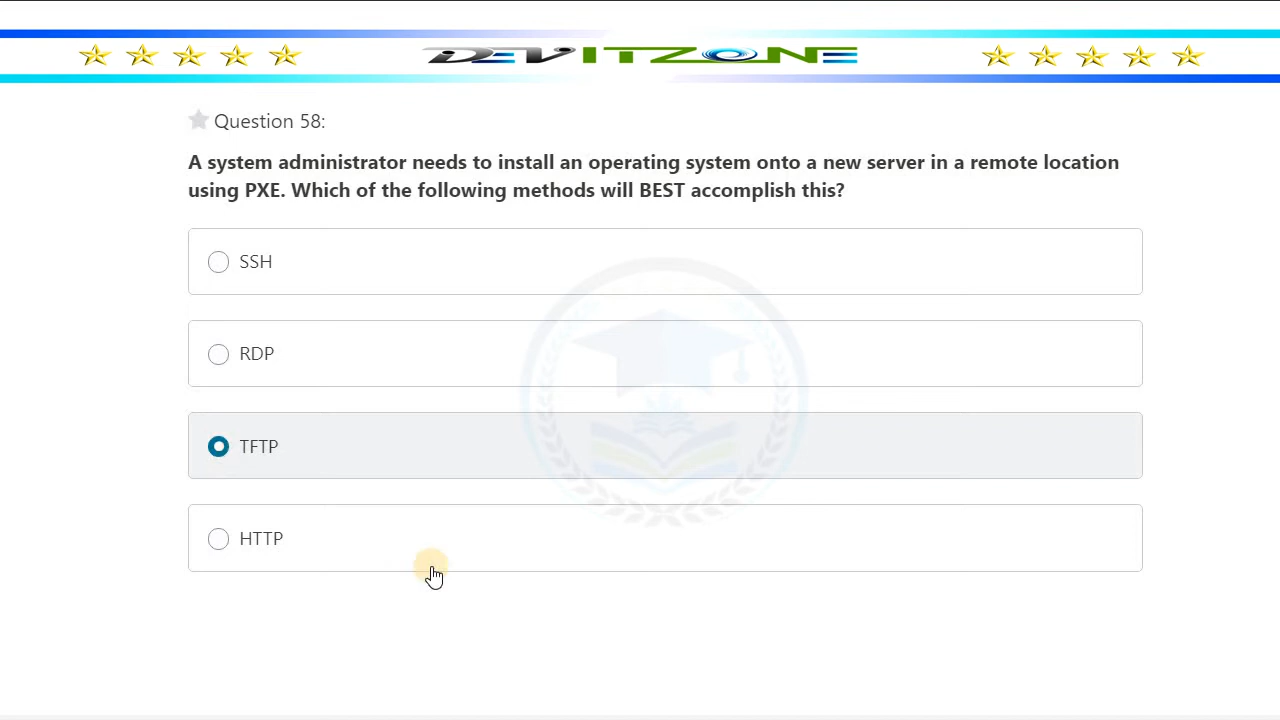 DEVITZONE
Question 58:
A system administrator needs to install an operating system onto a new server in a remote location
using PXE. Which of the following methods will BEST accomplish this?
SSH
RDP
TFTP
HTTP